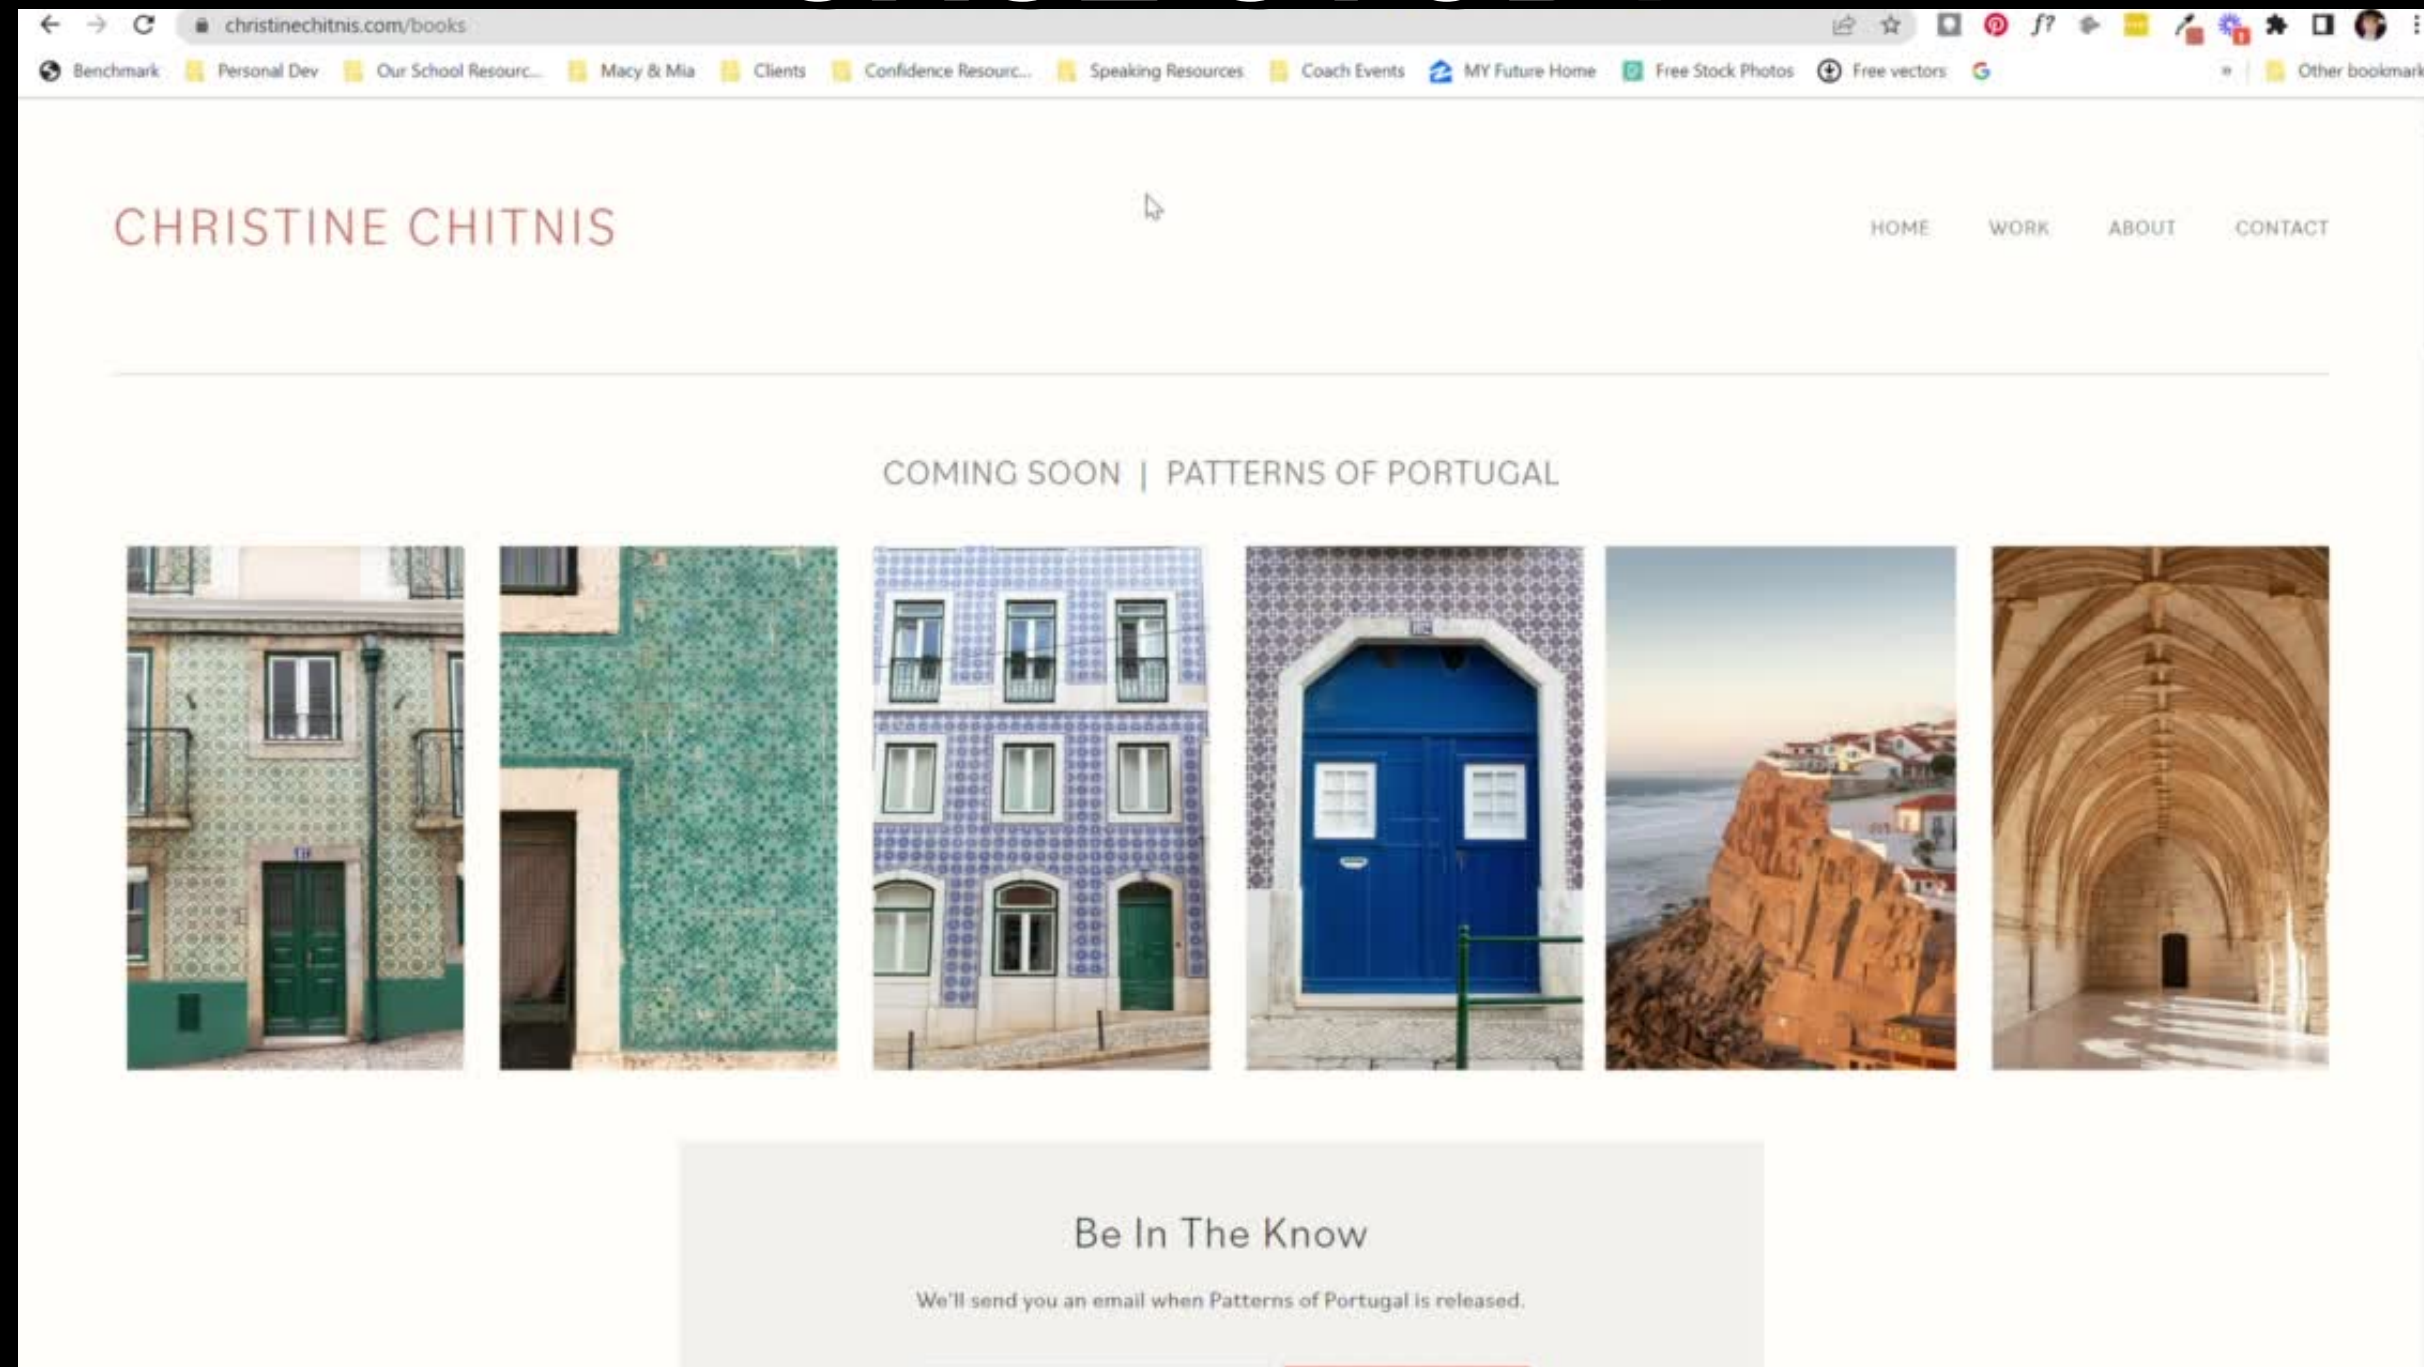 christinechitnis.com/books
Benchmark Personal Dev Our School Resourc... Macy & Mia Clients Confidence Resourc... Speaking Resources Coach Events MY Future Home Free Stock Photos Free vectors » Other bookmark
CHRISTINE CHITNIS
HOME WORK ABOUT CONTACT
COMING SOON | PATTERNS OF PORTUGAL
Be In The Know
We'll send you an email when Patterns of Portugal is released.